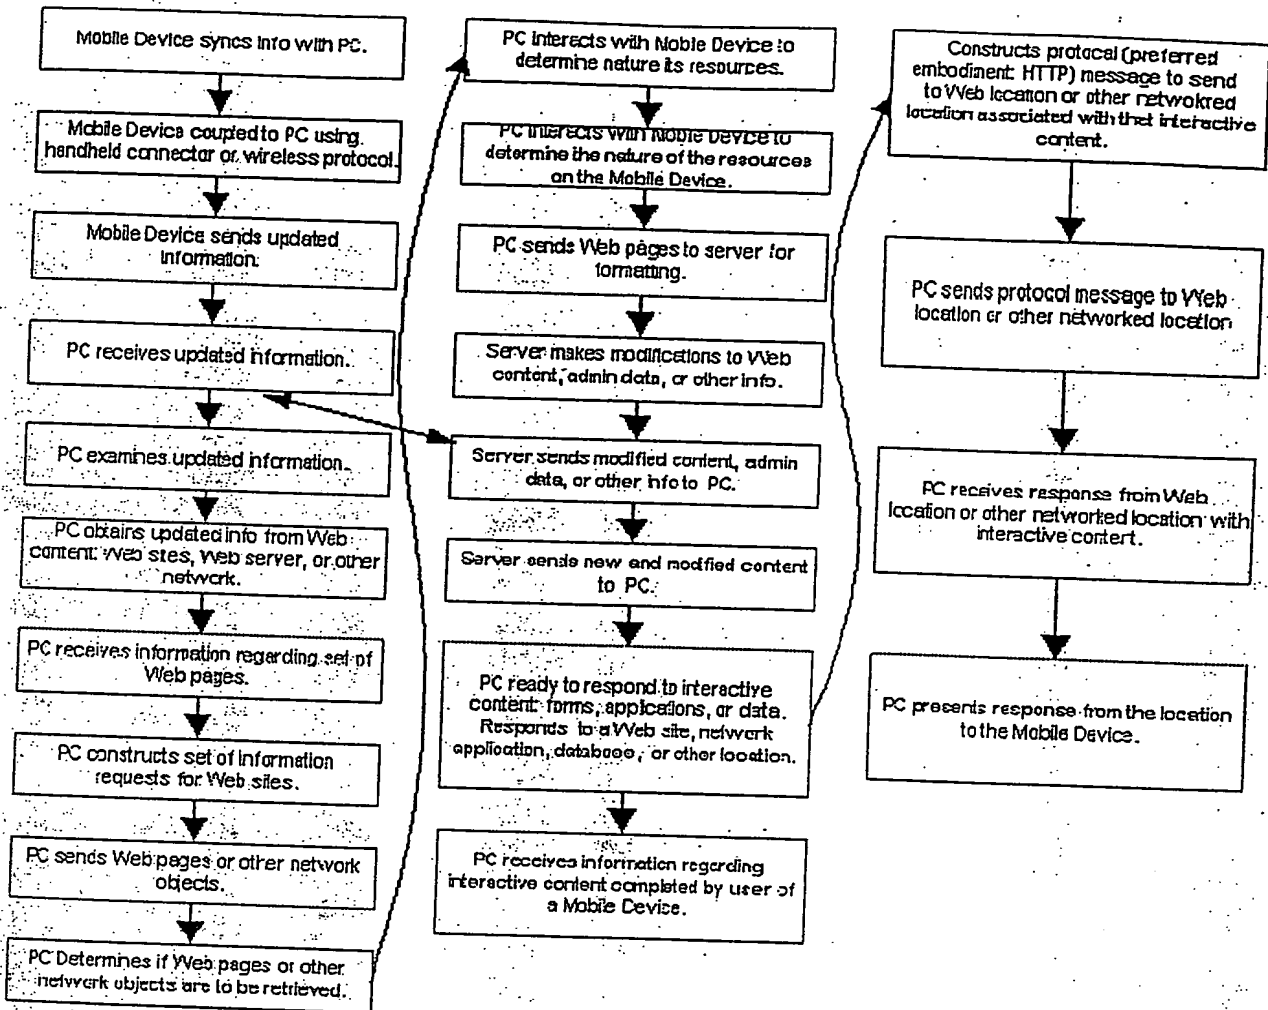 Mobile Device syncs info with PC.
Mobile Device coupled to PC using
handheld connector or wireless protocol.
Mobile Device sends updated
information.
PC receives updated information.
PC examines updated information.
PC obtains updated info from Web
content: Web sites, Web server, or other
network.
PC receives information regarding set of
Web pages.
PC constructs set of information
requests for Web sites.
PC sends Web pages or other network
objects.
PC Determines if Web pages or other
network objects are to be retrieved.
PC Interacts with Moble Device to
determine nature its resources.
PC Interacts with Moble Device to
determine the nature of the resources
on the Mobile Device.
PC sends Web pages to server for
formatting.
Server makes modifications to Web
content, admin data, or other info.
Server sends modified content, admin
data, or other info to PC.
Server sends new and modified content
to PC.
PC ready to respond to interactive
content: forms, applications, or data.
Responds to a Web site, network
application, database, or other location.
PC receives information regarding
interactive content completed by user of
a Mobile Device.
Constructs protocal (preferred
embodiment: HTTP) message to send
to Web location or other netwokred
location associated with that interactive
content.
PC sends protocol message to Web
location or other networked location
PC receives response from Web
location or other networked location with
interactive content.
PC presents response from the location
to the Mobile Device.